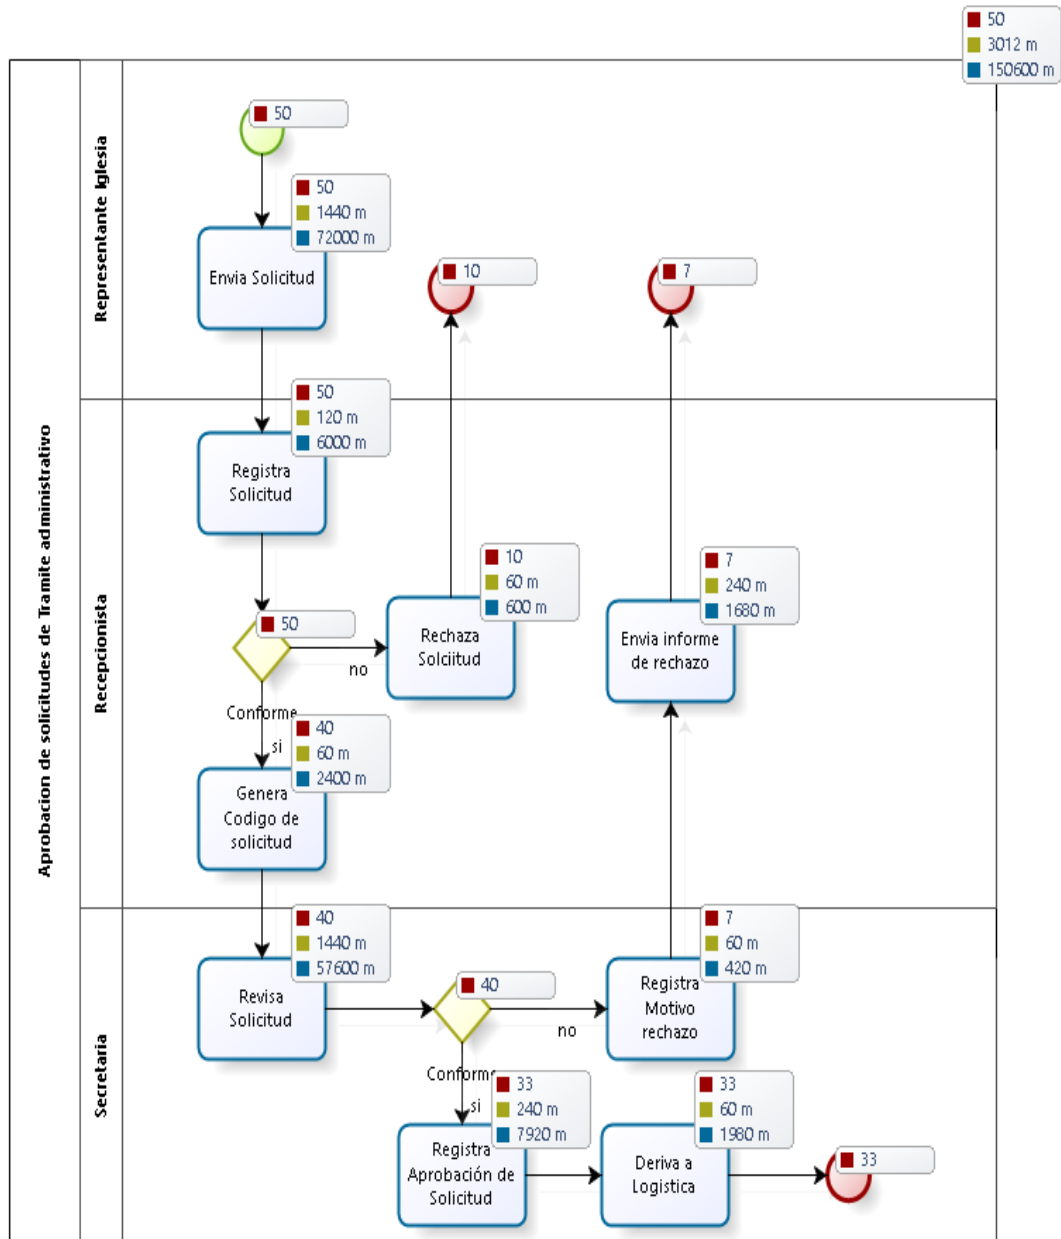 50
3012 m
150600 m
Aprobacion de solicitudes de Tramite administrativo
Representante Iglesia
50
50
1440 m
72000 m
Envia Solicitud
10
7
Recepcionista
50
120 m
6000 m
Registra
Solicitud
50
no
Conforme
si
10
60 m
600 m
Rechaza
Solciitud
7
240 m
1680 m
Envia informe
de rechazo
40
60 m
2400 m
Genera
Codigo de
solicitud
Secretaria
40
1440 m
57600 m
Revisa
Solicitud
40
no
Conforme
si
7
60 m
420 m
Registra
Motivo
rechazo
33
240 m
7920 m
Registra
Aprobación de
Solicitud
33
60 m
1980 m
Deriva a
Logistica
33